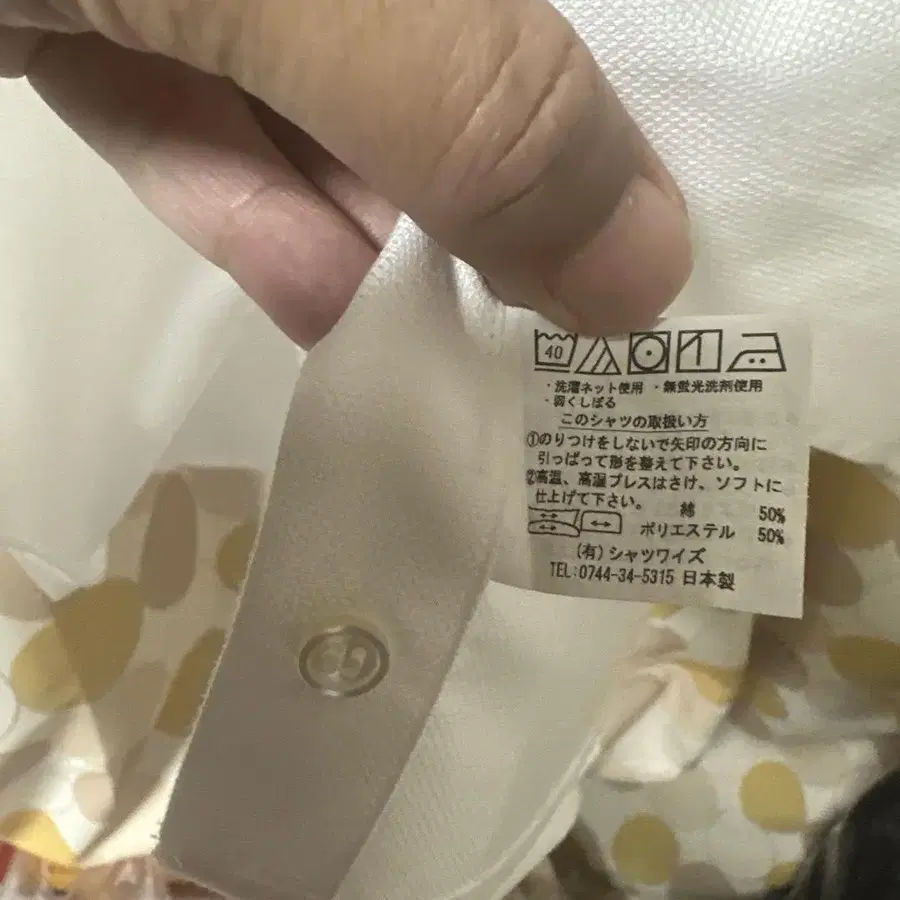 40
・洗濯ネット使用 ・無蛍光洗剤使用
・弱くしぼる
このシャツの取扱い方
①のりつけをしないで矢印の方向に
引っぱって形を整えて下さい。
②高温、高湿プレスはさけ、ソフトに
仕上げて下さい。
綿 50%
ポリエステル 50%
(有)シャツワイズ
TEL:0744-34-5315 日本製